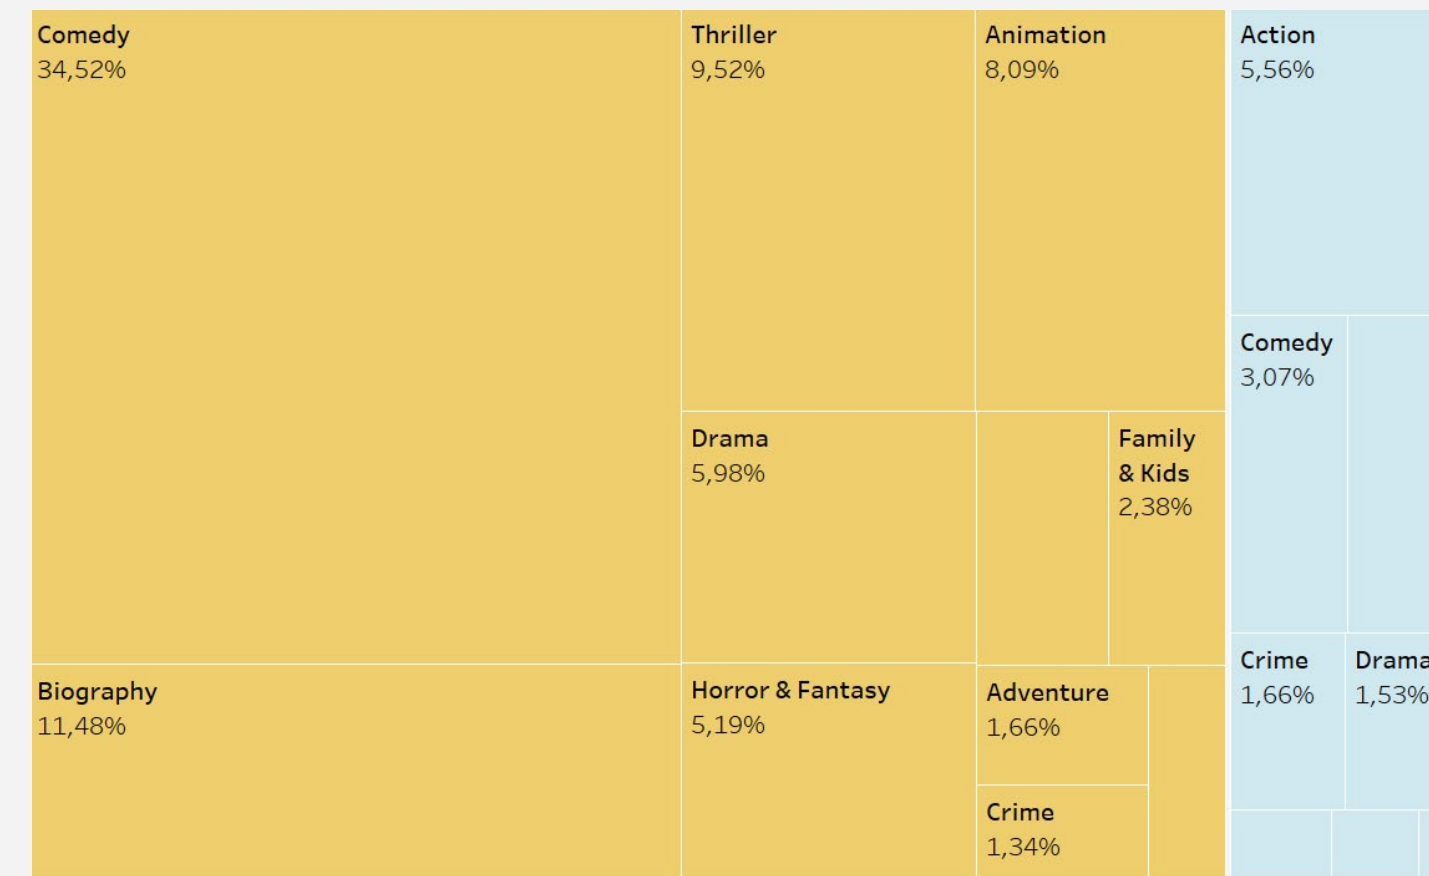 Comedy
34,52%
Thriller
9,52%
Animation
8,09%
Action
5,56%
Comedy
3,07%
Drama
5,98%
Family
& Kids
2,38%
Crime
1,66%
Drama
1,53%
Biography
11,48%
Horror & Fantasy
5,19%
Adventure
1,66%
Crime
1,34%